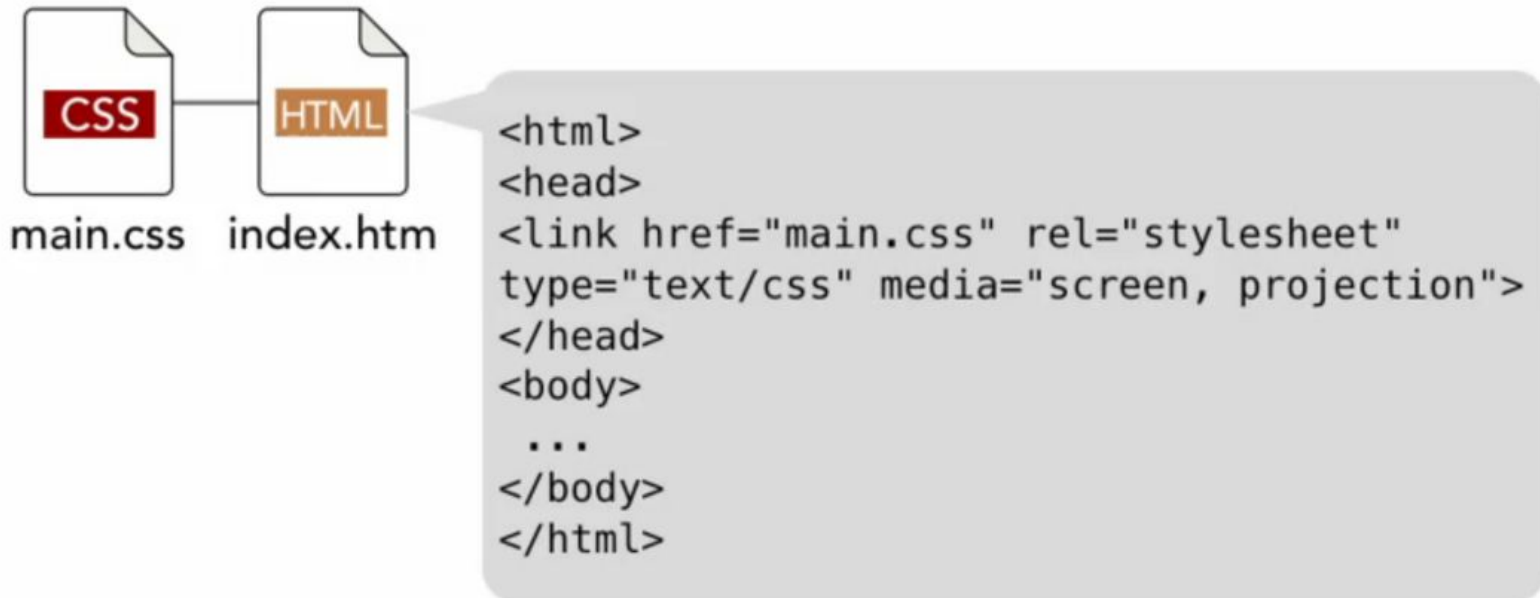 CSS
HTML
main.css
index.htm
<html>
<head>
<link href="main.css" rel="stylesheet"
type="text/css" media="screen, projection">
</head>
<body>
...
</body>
</html>